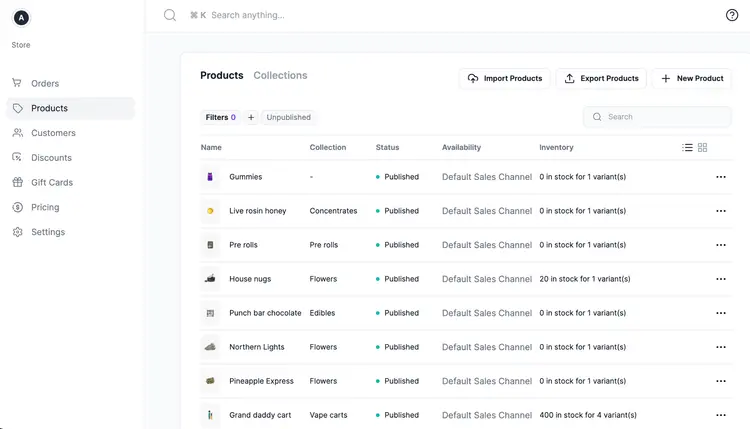 A
⌘ K Search anything...
Store
Orders
Products
Customers
Discounts
Gift Cards
Pricing
Settings
Products Collections
Import Products Export Products New Product
Filters 0 + Unpublished Search
Name Collection Status Availability Inventory
Gummies - Published Default Sales Channel 0 in stock for 1 variant(s)
Live rosin honey Concentrates Published Default Sales Channel 0 in stock for 1 variant(s)
Pre rolls Pre rolls Published Default Sales Channel 0 in stock for 1 variant(s)
House nugs Flowers Published Default Sales Channel 20 in stock for 1 variant(s)
Punch bar chocolate Edibles Published Default Sales Channel 0 in stock for 1 variant(s)
Northern Lights Flowers Published Default Sales Channel 0 in stock for 1 variant(s)
Pineapple Express Flowers Published Default Sales Channel 0 in stock for 1 variant(s)
Grand daddy cart Vape carts Published Default Sales Channel 400 in stock for 4 variant(s)